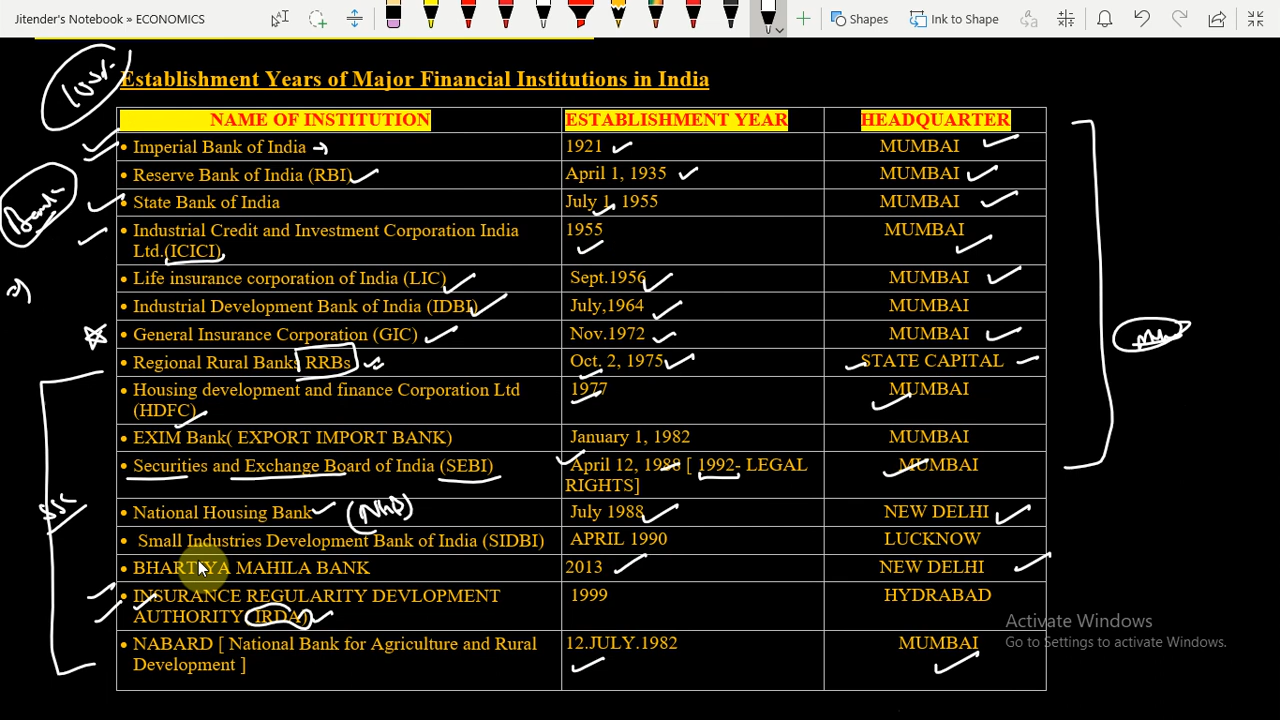 Jitender's Notebook » ECONOMICS
Shapes
Ink to Shape
Establishment Years of Major Financial Institutions in India
NAME OF INSTITUTION ESTABLISHMENT YEAR HEADQUARTER
• Imperial Bank of India 1921 MUMBAI
• Reserve Bank of India (RBI) April 1, 1935 MUMBAI
• State Bank of India July 1, 1955 MUMBAI
• Industrial Credit and Investment Corporation India 1955 MUMBAI
Ltd.(ICICI)
• Life insurance corporation of India (LIC) Sept.1956 MUMBAI
• Industrial Development Bank of India (IDBI) July,1964 MUMBAI
• General Insurance Corporation (GIC) Nov.1972 MUMBAI
• Regional Rural Banks RRBs Oct. 2, 1975 STATE CAPITAL
• Housing development and finance Corporation Ltd 1977 MUMBAI
(HDFC)
• EXIM Bank( EXPORT IMPORT BANK) January 1, 1982 MUMBAI
• Securities and Exchange Board of India (SEBI) April 12, 1988 [ 1992- LEGAL MUMBAI
RIGHTS]
• National Housing Bank (NHB) July 1988 NEW DELHI
• Small Industries Development Bank of India (SIDBI) APRIL 1990 LUCKNOW
• BHARTIYA MAHILA BANK 2013 NEW DELHI
• INSURANCE REGULARITY DEVLOPMENT 1999 HYDRABAD
AUTHORITY (IRDA)
• NABARD [ National Bank for Agriculture and Rural 12.JULY.1982 MUMBAI
Development ]
Bank
SSC
Activate Windows
Go to Settings to activate Windows.